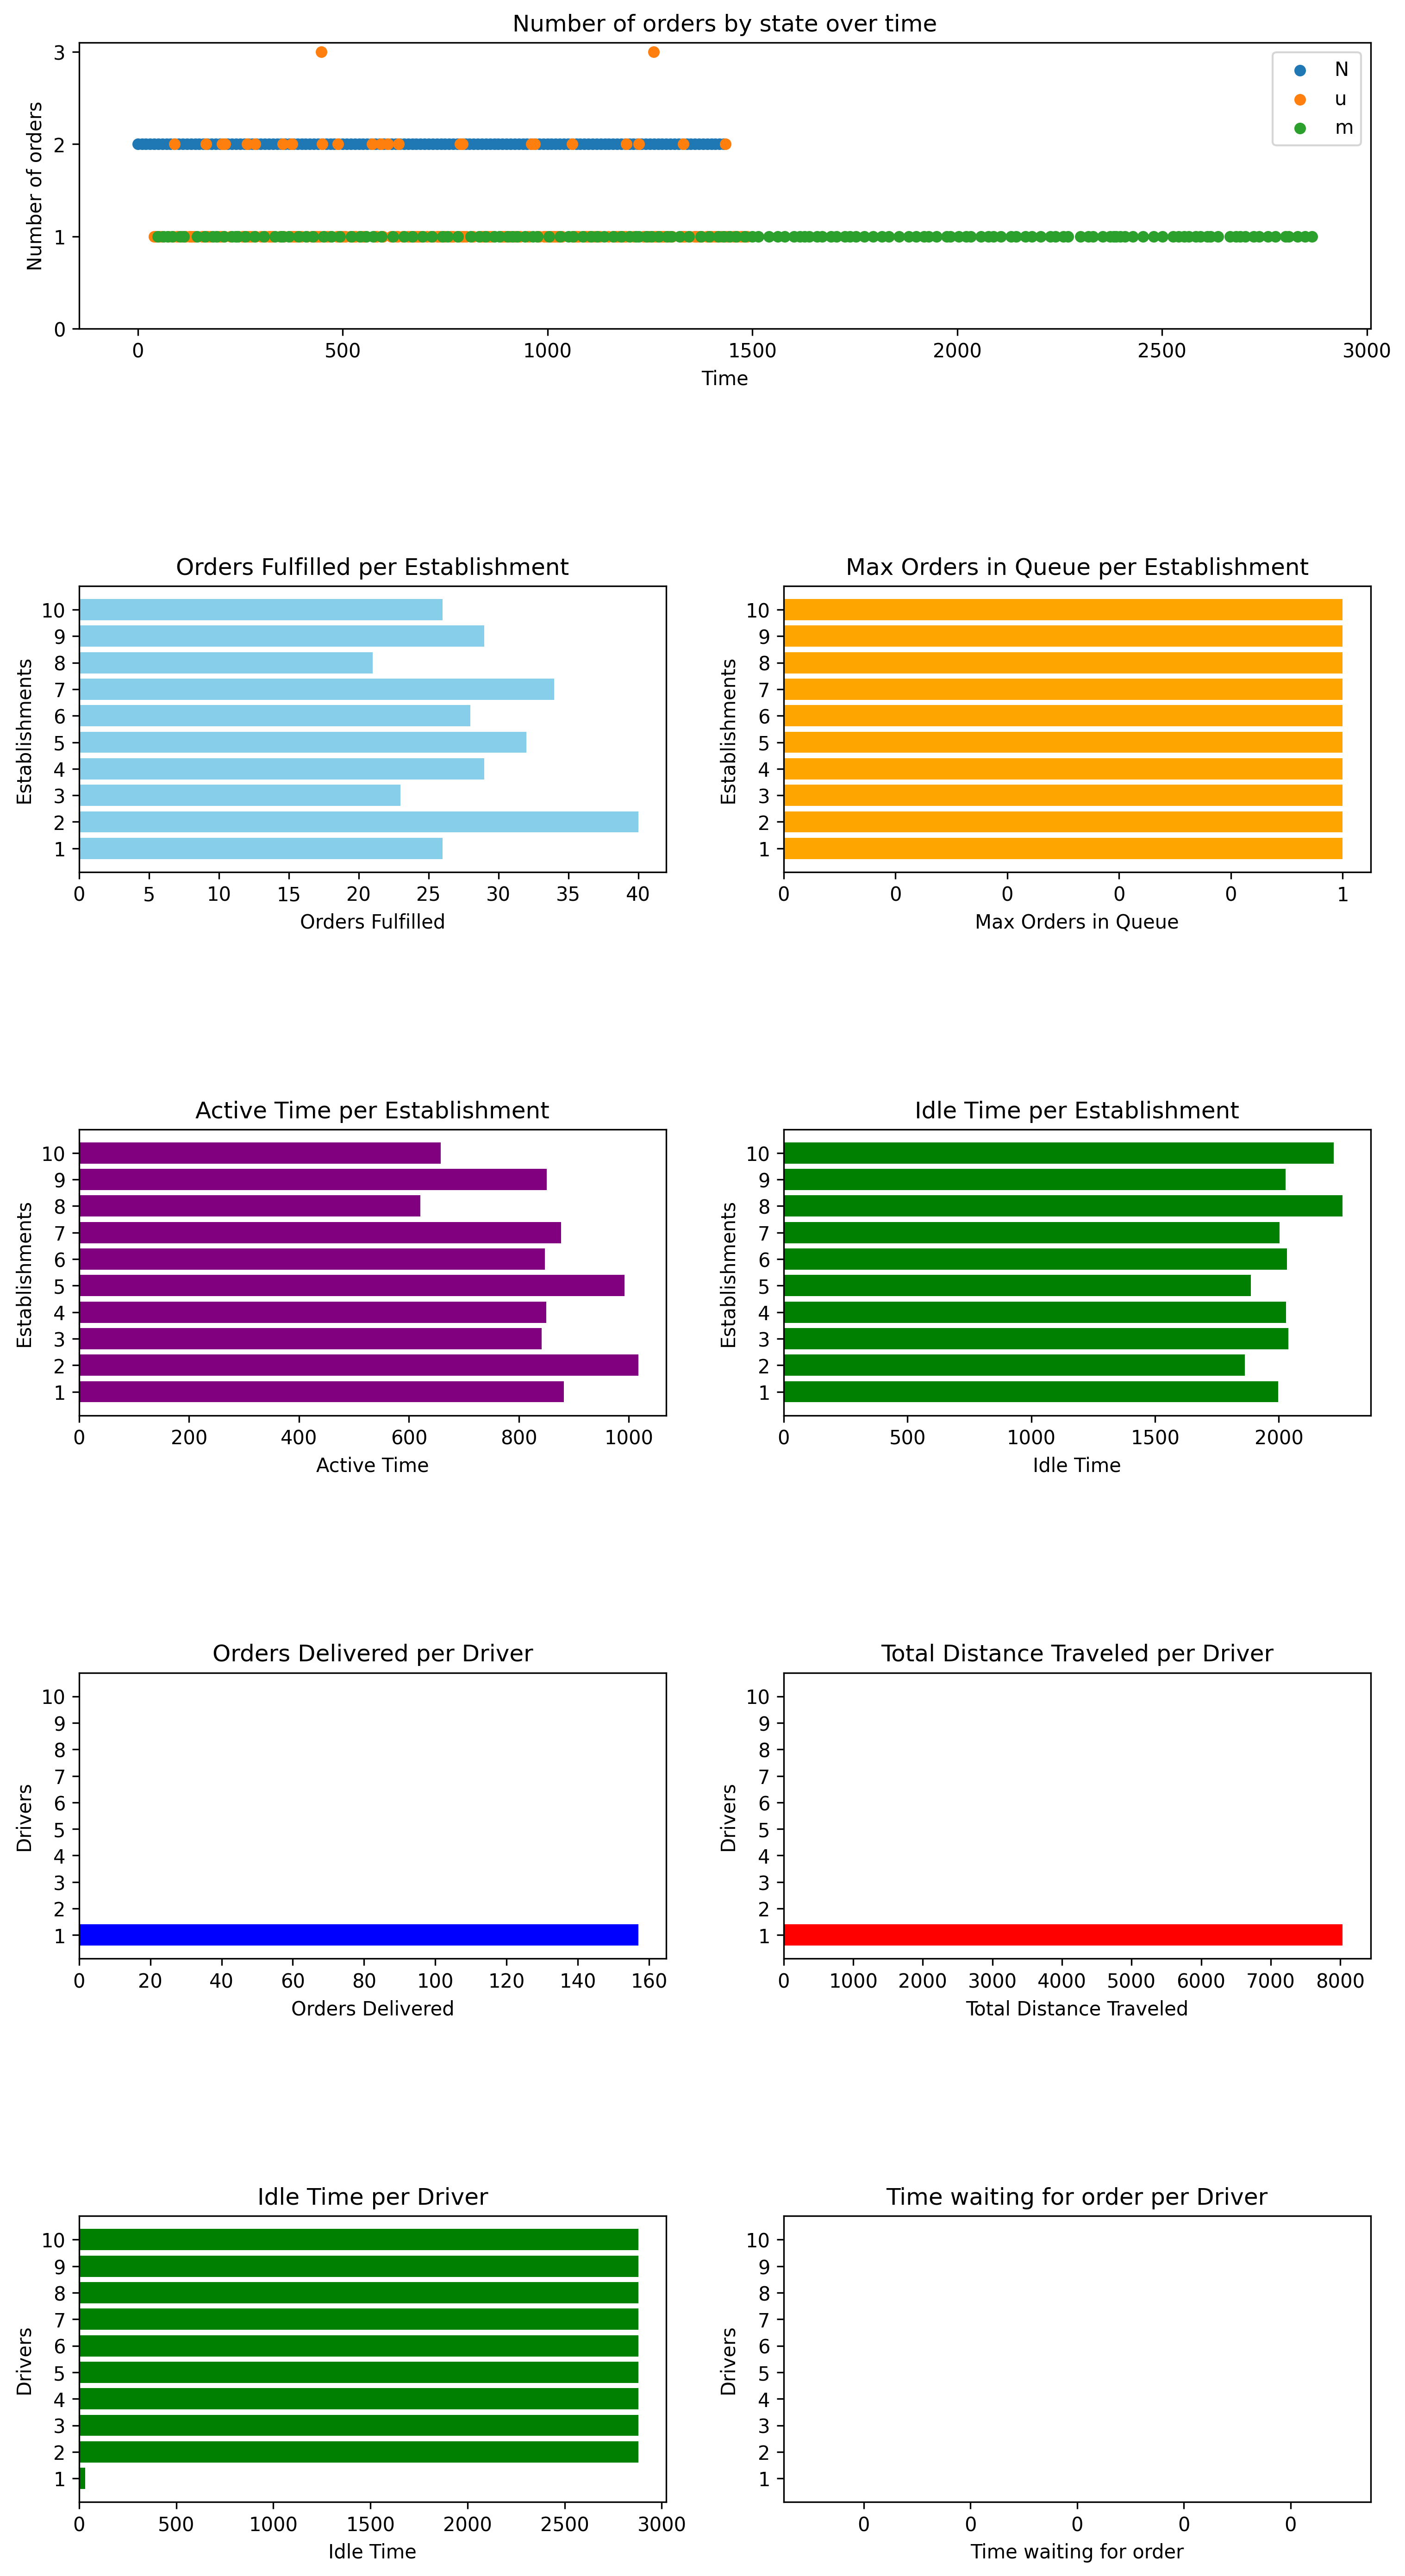 Number of orders by state over time
3
2
1
0
Number of orders
N
u
m
0 500 1000 1500 2000 2500 3000
Time
Orders Fulfilled per Establishment
10
9
8
7
6
5
4
3
2
1
Establishments
0 5 10 15 20 25 30 35 40
Orders Fulfilled
Max Orders in Queue per Establishment
10
9
8
7
6
5
4
3
2
1
Establishments
0 0 0 0 0 1
Max Orders in Queue
Active Time per Establishment
10
9
8
7
6
5
4
3
2
1
Establishments
0 200 400 600 800 1000
Active Time
Idle Time per Establishment
10
9
8
7
6
5
4
3
2
1
Establishments
0 500 1000 1500 2000
Idle Time
Orders Delivered per Driver
10
9
8
7
6
5
4
3
2
1
Drivers
0 20 40 60 80 100 120 140 160
Orders Delivered
Total Distance Traveled per Driver
10
9
8
7
6
5
4
3
2
1
Drivers
0 1000 2000 3000 4000 5000 6000 7000 8000
Total Distance Traveled
Idle Time per Driver
10
9
8
7
6
5
4
3
2
1
Drivers
0 500 1000 1500 2000 2500 3000
Idle Time
Time waiting for order per Driver
10
9
8
7
6
5
4
3
2
1
Drivers
0 0 0 0 0
Time waiting for order